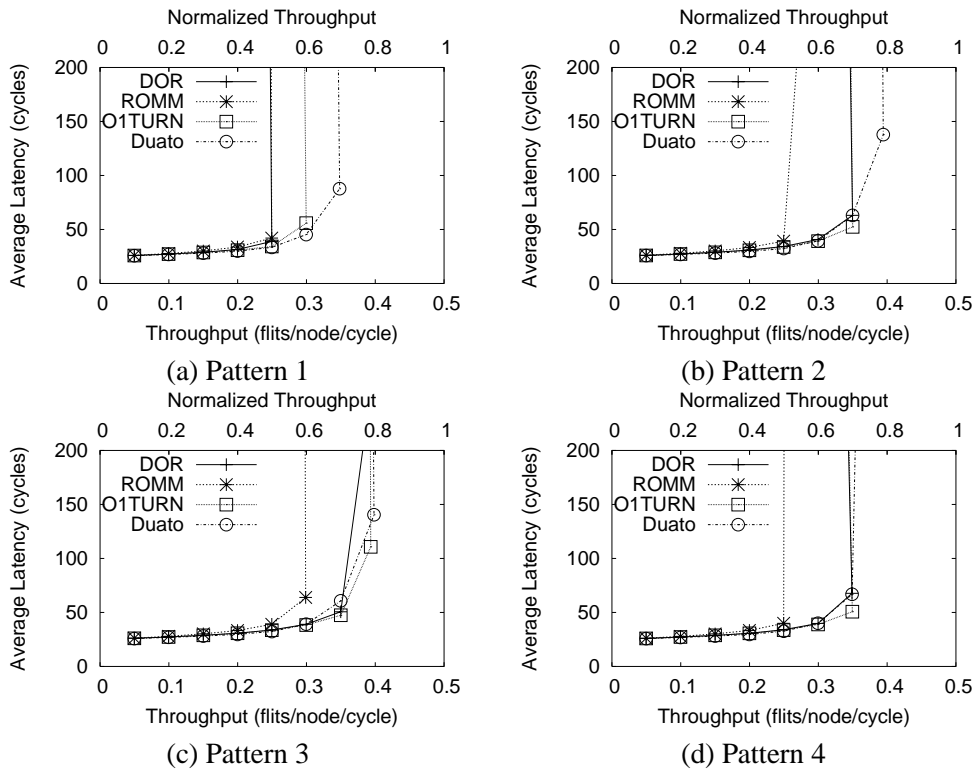 Normalized Throughput
0 0.2 0.4 0.6 0.8 1
200
150
100
50
0
Average Latency (cycles)
DOR
ROMM
O1TURN
Duato
0 0.1 0.2 0.3 0.4 0.5
Throughput (flits/node/cycle)
(a) Pattern 1
Normalized Throughput
0 0.2 0.4 0.6 0.8 1
200
150
100
50
0
Average Latency (cycles)
DOR
ROMM
O1TURN
Duato
0 0.1 0.2 0.3 0.4 0.5
Throughput (flits/node/cycle)
(b) Pattern 2
Normalized Throughput
0 0.2 0.4 0.6 0.8 1
200
150
100
50
0
Average Latency (cycles)
DOR
ROMM
O1TURN
Duato
0 0.1 0.2 0.3 0.4 0.5
Throughput (flits/node/cycle)
(c) Pattern 3
Normalized Throughput
0 0.2 0.4 0.6 0.8 1
200
150
100
50
0
Average Latency (cycles)
DOR
ROMM
O1TURN
Duato
0 0.1 0.2 0.3 0.4 0.5
Throughput (flits/node/cycle)
(d) Pattern 4